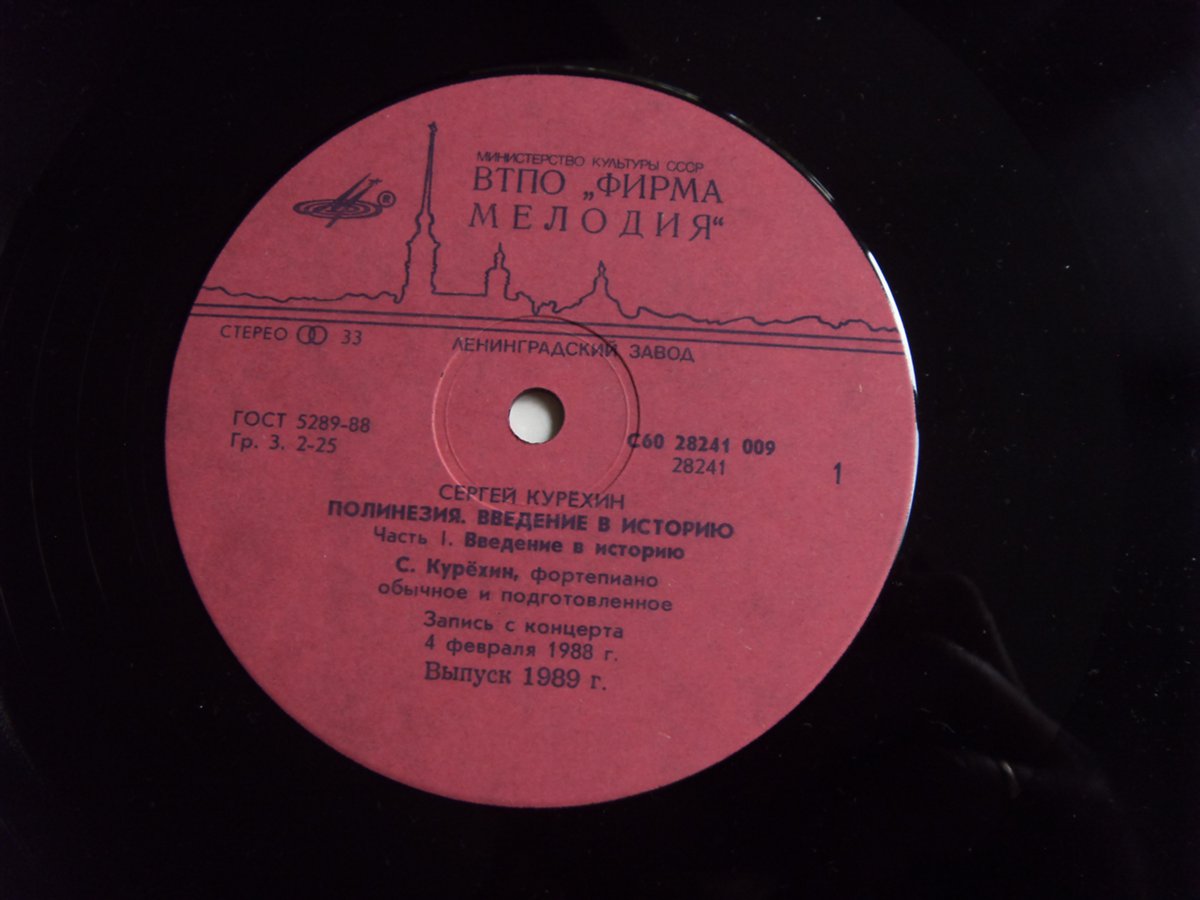 МИНИСТЕРСТВО КУЛЬТУРЫ СССР
ВТПО „ФИРМА
МЕЛОДИЯ“
®
СТЕРЕО 33
ЛЕНИНГРАДСКИЙ ЗАВОД
ГОСТ 5289-88
Гр. 3. 2-25
С60 28241 009
28241
1
СЕРГЕЙ КУРЁХИН
ПОЛИНЕЗИЯ. ВВЕДЕНИЕ В ИСТОРИЮ
Часть I. Введение в историю
С. Курёхин, фортепиано
обычное и подготовленное
Запись с концерта
4 февраля 1988 г.
Выпуск 1989 г.